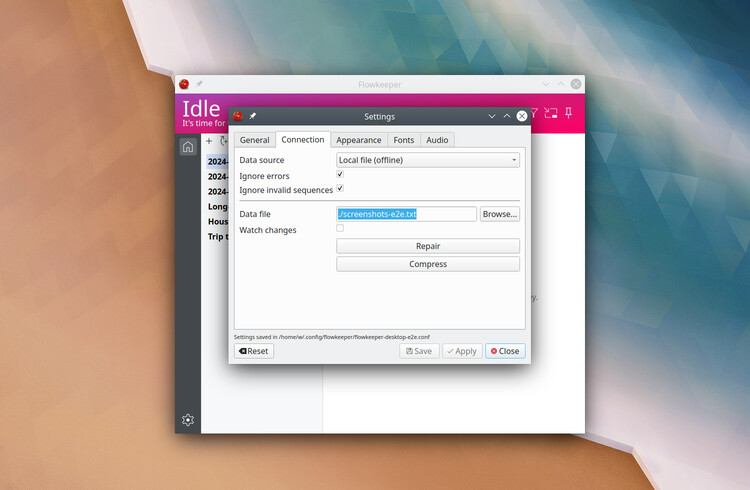 Flowkeeper
Idle
It's time for
Settings
General Connection Appearance Fonts Audio
Data source Local file (offline)
Ignore errors
Ignore invalid sequences
Data file ./screenshots-e2e.txt Browse...
Watch changes
Repair
Compress
Settings saved in /home/w/.config/flowkeeper/flowkeeper-desktop-e2e.conf
Reset Save Apply Close
2024-
2024-
2024-
Long-
Hous
Trip t
y.